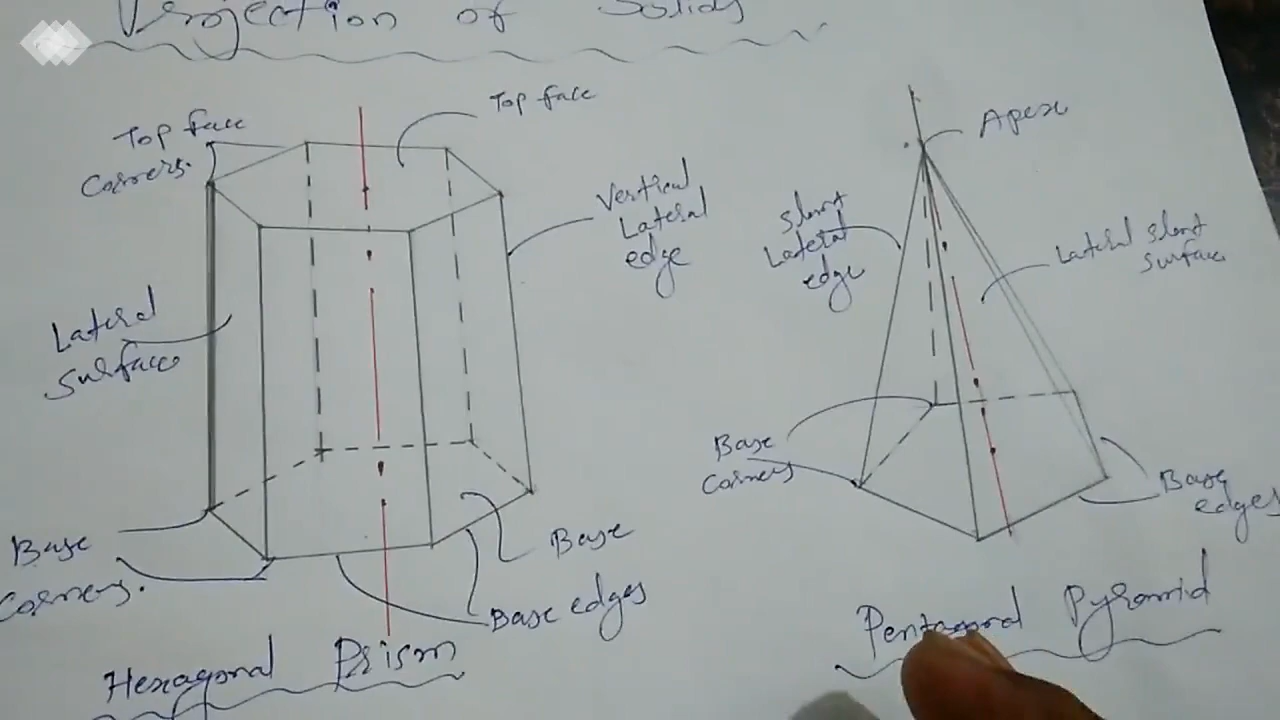 Projection of Solids
Top face
Corners.
Top face
Apex
Vertical
Lateral
edge
Slant
Lateral
edge
Lateral slant
surface
Lateral
surface
Base
Corners
Base
edges
Base
Corners.
Base
Base edges
Pentagonal Pyramid
Hexagonal Prism